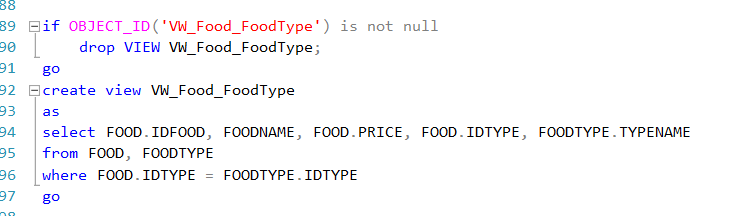 88
89 if OBJECT_ID('VW_Food_FoodType') is not null
90 drop VIEW VW_Food_FoodType;
91 go
92 create view VW_Food_FoodType
93 as
94 select FOOD.IDFOOD, FOODNAME, FOOD.PRICE, FOOD.IDTYPE, FOODTYPE.TYPENAME
95 from FOOD, FOODTYPE
96 where FOOD.IDTYPE = FOODTYPE.IDTYPE
97 go